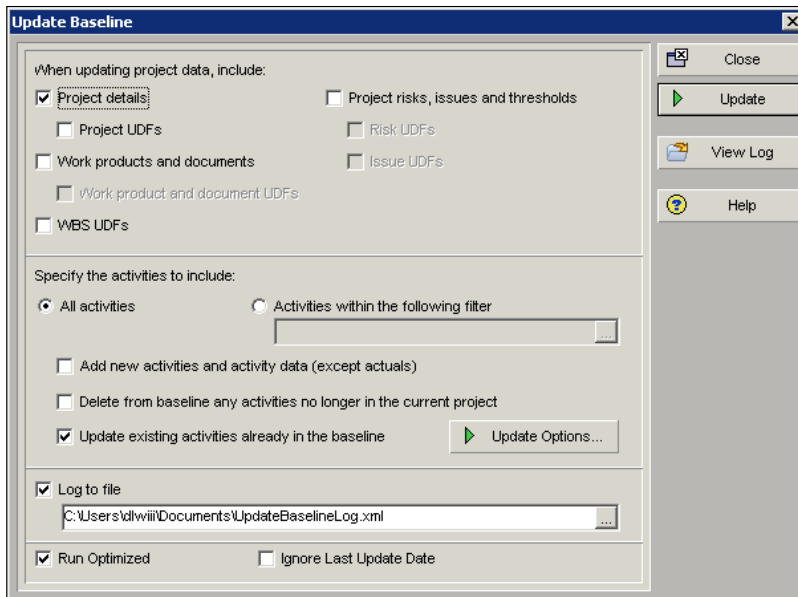 Update Baseline
When updating project data, include:
Project details
Project risks, issues and thresholds
Project UDFs
Risk UDFs
Work products and documents
Issue UDFs
Work product and document UDFs
WBS UDFs
Specify the activities to include:
All activities
Activities within the following filter
...
Add new activities and activity data (except actuals)
Delete from baseline any activities no longer in the current project
Update existing activities already in the baseline
Update Options...
Log to file
C:\Users\dlwiii\Documents\UpdateBaselineLog.xml
...
Run Optimized
Ignore Last Update Date
Close
Update
View Log
Help